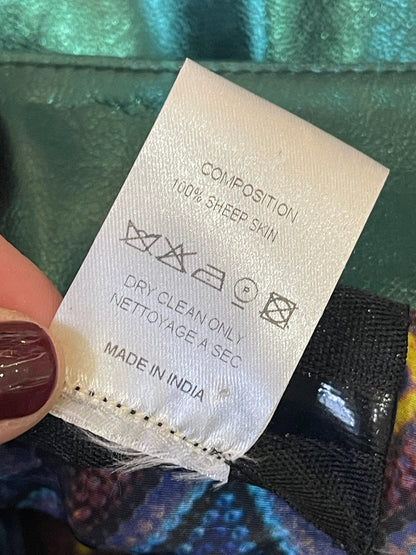 COMPOSITION
100% SHEEP SKIN
P
DRY CLEAN ONLY
NETTOYAGE A SEC
MADE IN INDIA